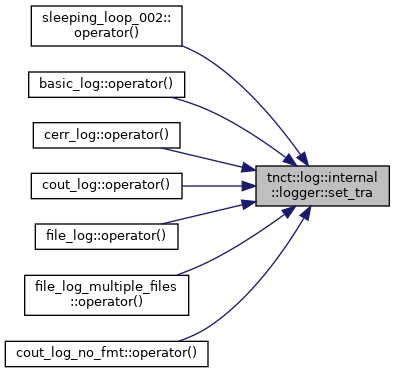 sleeping_loop_002::
operator()
basic_log::operator()
cerr_log::operator()
cout_log::operator()
file_log::operator()
file_log_multiple_files
::operator()
cout_log_no_fmt::operator()
tnct::log::internal
::logger::set_tra